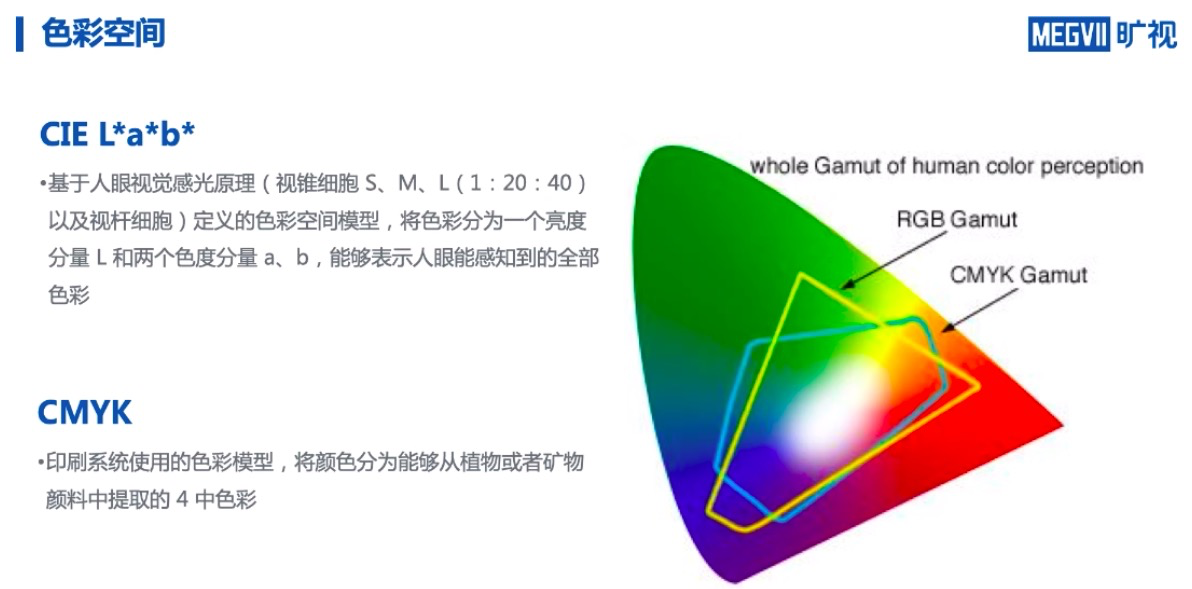 色彩空间
MEGVII 旷视
CIE L*a*b*
•基于人眼视觉感光原理（视锥细胞 S、M、L（1：20：40）
以及视杆细胞）定义的色彩空间模型，将色彩分为一个亮度
分量 L 和两个色度分量 a、b，能够表示人眼能感知到的全部
色彩
CMYK
•印刷系统使用的色彩模型，将颜色分为能够从植物或者矿物
颜料中提取的 4 中色彩
whole Gamut of human color perception
RGB Gamut
CMYK Gamut